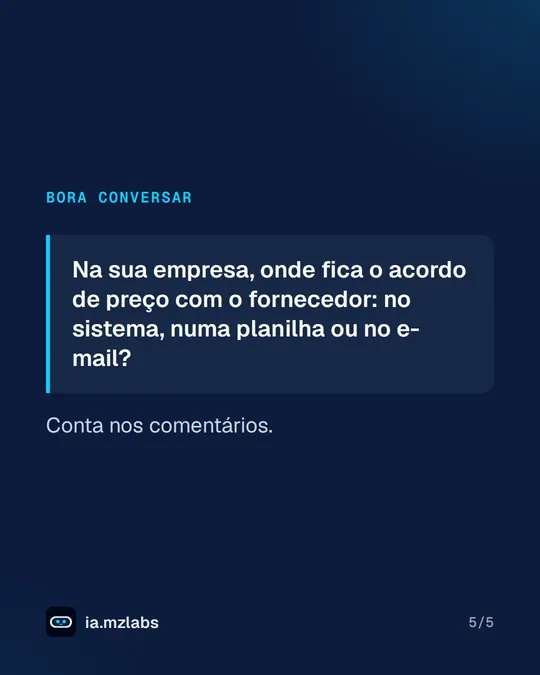 BORA CONVERSAR
Na sua empresa, onde fica o acordo
de preço com o fornecedor: no
sistema, numa planilha ou no e-
mail?
Conta nos comentários.
ia.mzlabs
5/5